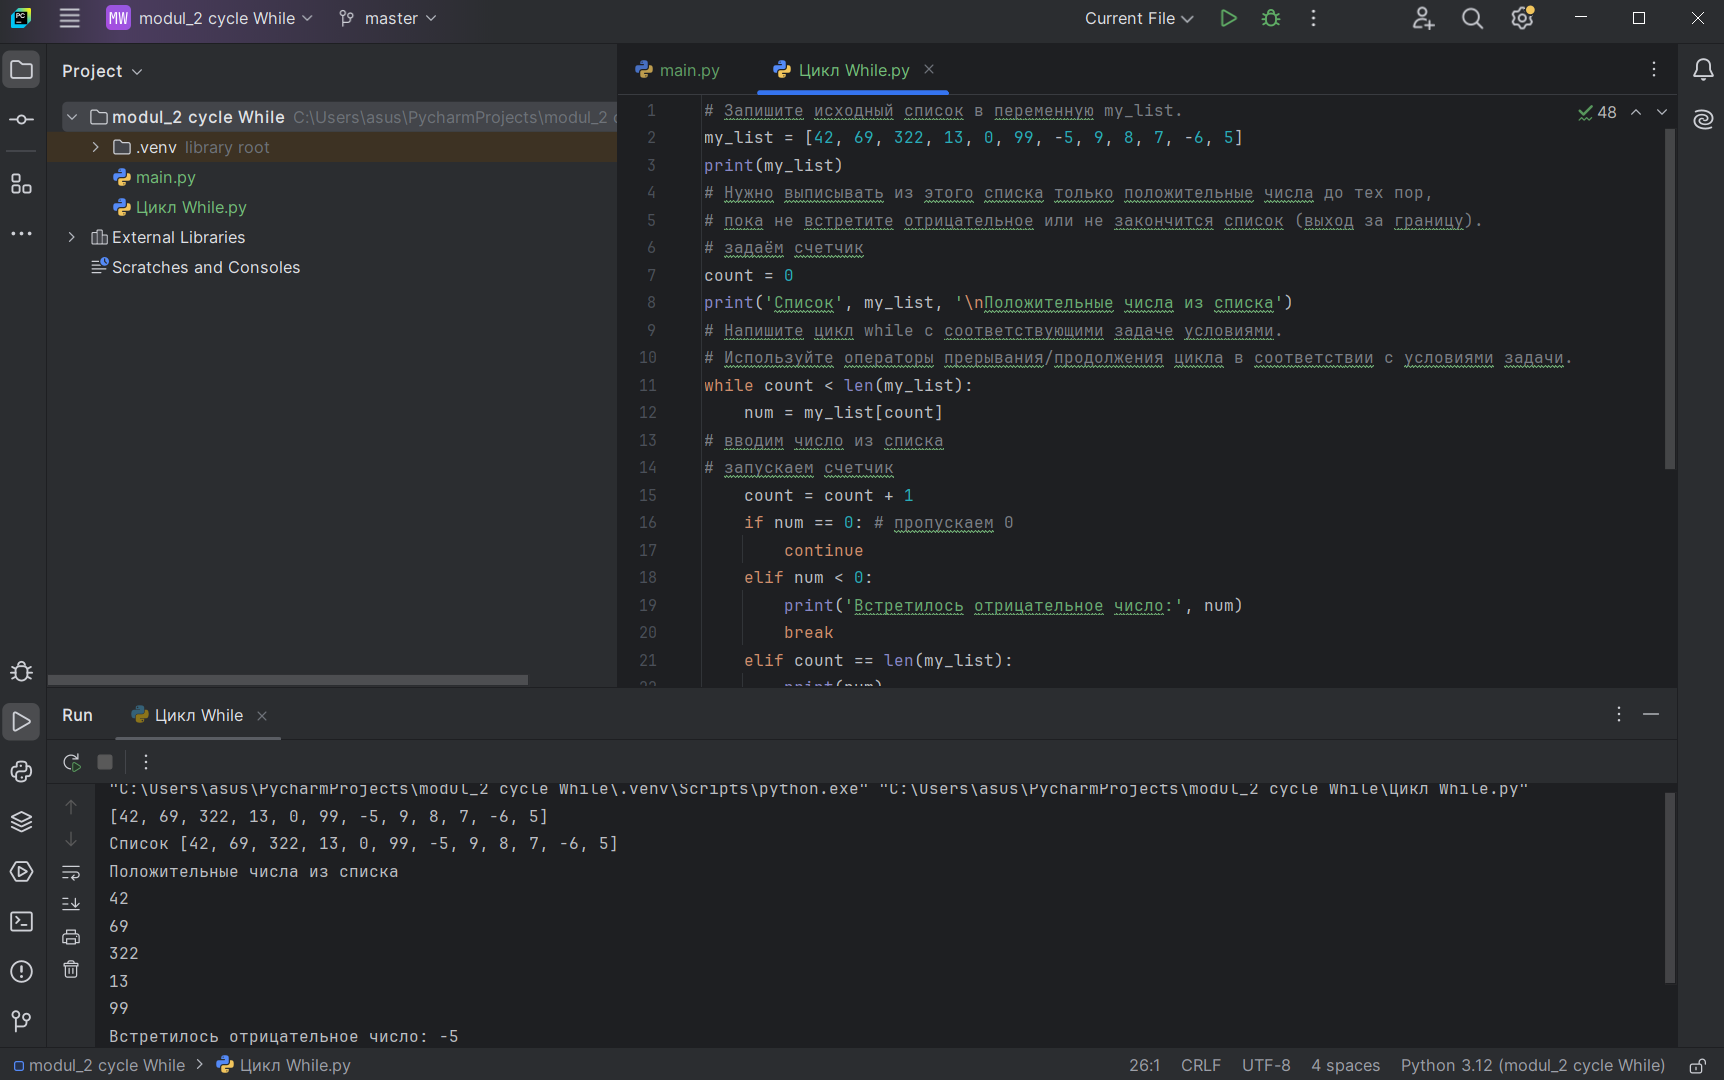 PC
MW modul_2 cycle While master Current File
Project
modul_2 cycle While C:\Users\asus\PycharmProjects\modul_2 c
.venv library root
main.py
Цикл While.py
External Libraries
Scratches and Consoles
main.py Цикл While.py
48
1 # Запишите исходный список в переменную my_list.
2 my_list = [42, 69, 322, 13, 0, 99, -5, 9, 8, 7, -6, 5]
3 print(my_list)
4 # Нужно выписывать из этого списка только положительные числа до тех пор,
5 # пока не встретите отрицательное или не закончится список (выход за границу).
6 # задаём счетчик
7 count = 0
8 print('Список', my_list, '\nПоложительные числа из списка')
9 # Напишите цикл while с соответствующими задаче условиями.
10 # Используйте операторы прерывания/продолжения цикла в соответствии с условиями задачи.
11 while count < len(my_list):
12 num = my_list[count]
13 # вводим число из списка
14 # запускаем счетчик
15 count = count + 1
16 if num == 0: # пропускаем 0
17 continue
18 elif num < 0:
19 print('Встретилось отрицательное число:', num)
20 break
21 elif count == len(my_list):
22 print(num)
Run Цикл While
"C:\Users\asus\PycharmProjects\modul_2 cycle While\.venv\Scripts\python.exe" "C:\Users\asus\PycharmProjects\modul_2 cycle While\Цикл While.py"
[42, 69, 322, 13, 0, 99, -5, 9, 8, 7, -6, 5]
Список [42, 69, 322, 13, 0, 99, -5, 9, 8, 7, -6, 5]
Положительные числа из списка
42
69
322
13
99
Встретилось отрицательное число: -5
modul_2 cycle While Цикл While.py 26:1 CRLF UTF-8 4 spaces Python 3.12 (modul_2 cycle While)